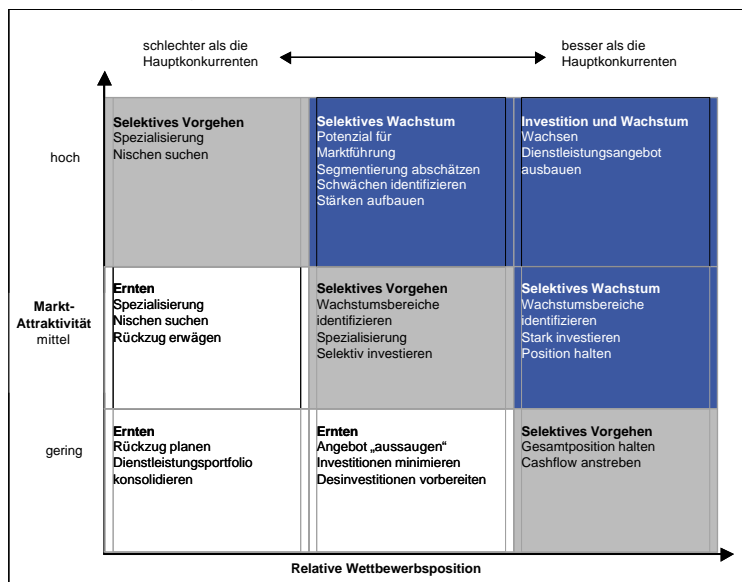 schlechter als die
Hauptkonkurrenten
besser als die
Hauptkonkurrenten
hoch
Selektives Vorgehen
Spezialisierung
Nischen suchen
Selektives Wachstum
Potenzial für
Marktführung
Segmentierung abschätzen
Schwächen identifizieren
Stärken aufbauen
Investition und Wachstum
Wachsen
Dienstleistungsangebot
ausbauen
Markt-
Attraktivität
mittel
Ernten
Spezialisierung
Nischen suchen
Rückzug erwägen
Selektives Vorgehen
Wachstumsbereiche
identifizieren
Spezialisierung
Selektiv investieren
Selektives Wachstum
Wachstumsbereiche
identifizieren
Stark investieren
Position halten
gering
Ernten
Rückzug planen
Dienstleistungsportfolio
konsolidieren
Ernten
Angebot „aussaugen“
Investitionen minimieren
Desinvestitionen vorbereiten
Selektives Vorgehen
Gesamtposition halten
Cashflow anstreben
Relative Wettbewerbsposition